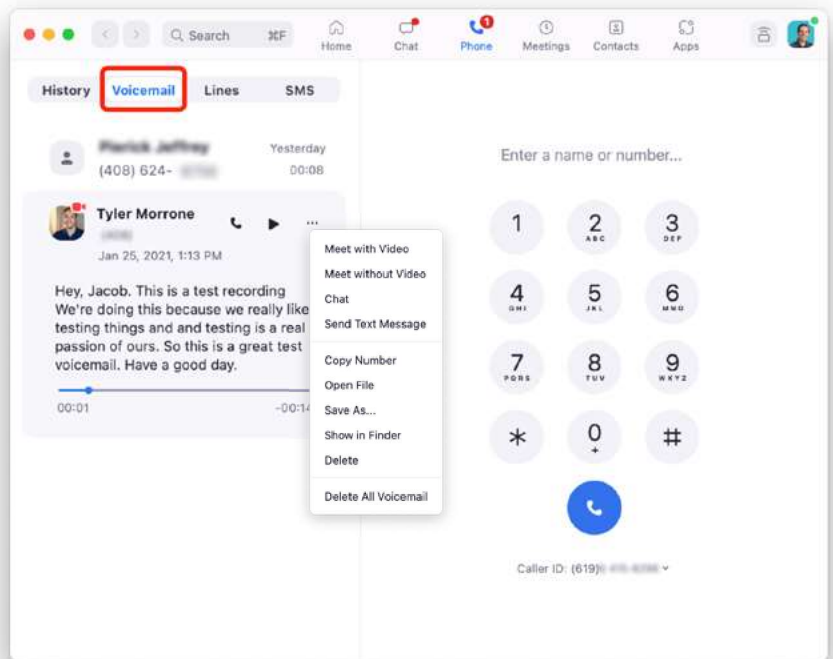 Search ⌘F
Home
Chat
1
Phone
Meetings
Contacts
Apps
History Voicemail Lines SMS
Yesterday
(408) 624-
00:08
Tyler Morrone
Jan 25, 2021, 1:13 PM
Hey, Jacob. This is a test recording
We're doing this because we really like
testing things and and testing is a real
passion of ours. So this is a great test
voicemail. Have a good day.
00:01 -00:14
...
Meet with Video
Meet without Video
Chat
Send Text Message
Copy Number
Open File
Save As...
Show in Finder
Delete
Delete All Voicemail
Enter a name or number...
1 2 3
ABC DEF
4 5 6
GHI JKL MNO
7 8 9
PQRS TUV WXYZ
* 0 #
+
Caller ID: (619)